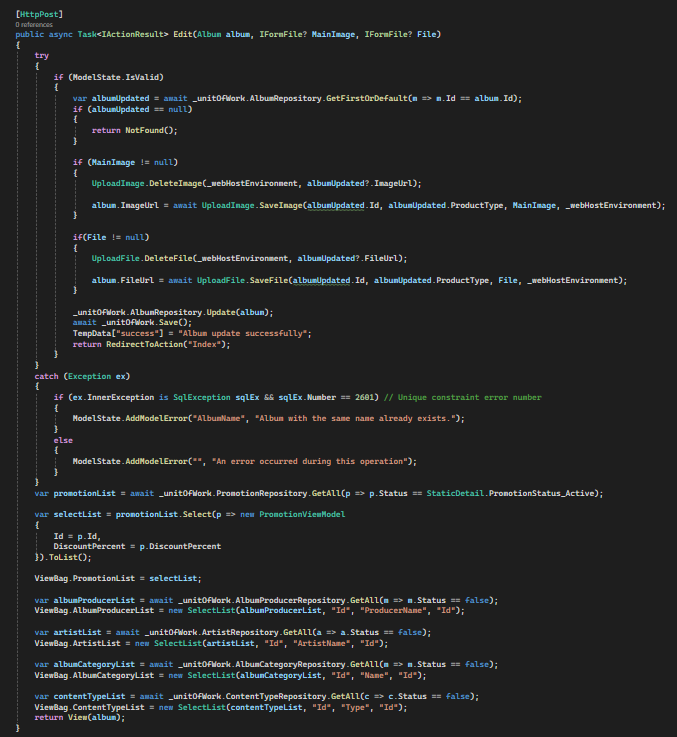 [HttpPost]
0 references
public async Task<IActionResult> Edit(Album album, IFormFile? MainImage, IFormFile? File)
{
try
{
if (ModelState.IsValid)
{
var albumUpdated = await _unitOfWork.AlbumRepository.GetFirstOrDefault(m => m.Id == album.Id);
if (albumUpdated == null)
{
return NotFound();
}
if (MainImage != null)
{
UploadImage.DeleteImage(_webHostEnvironment, albumUpdated?.ImageUrl);
album.ImageUrl = await UploadImage.SaveImage(albumUpdated.Id, albumUpdated.ProductType, MainImage, _webHostEnvironment);
}
if(File != null)
{
UploadFile.DeleteFile(_webHostEnvironment, albumUpdated?.FileUrl);
album.FileUrl = await UploadFile.SaveFile(albumUpdated.Id, albumUpdated.ProductType, File, _webHostEnvironment);
}
_unitOfWork.AlbumRepository.Update(album);
await _unitOfWork.Save();
TempData["success"] = "Album update successfully";
return RedirectToAction("Index");
}
}
catch (Exception ex)
{
if (ex.InnerException is SqlException sqlEx && sqlEx.Number == 2601) // Unique constraint error number
{
ModelState.AddModelError("AlbumName", "Album with the same name already exists.");
}
else
{
ModelState.AddModelError("", "An error occurred during this operation");
}
}
var promotionList = await _unitOfWork.PromotionRepository.GetAll(p => p.Status == StaticDetail.PromotionStatus_Active);
var selectList = promotionList.Select(p => new PromotionViewModel
{
Id = p.Id,
DiscountPercent = p.DiscountPercent
}).ToList();
ViewBag.PromotionList = selectList;
var albumProducerList = await _unitOfWork.AlbumProducerRepository.GetAll(m => m.Status == false);
ViewBag.AlbumProducerList = new SelectList(albumProducerList, "Id", "ProducerName", "Id");
var artistList = await _unitOfWork.ArtistRepository.GetAll(a => a.Status == false);
ViewBag.ArtistList = new SelectList(artistList, "Id", "ArtistName", "Id");
var albumCategoryList = await _unitOfWork.AlbumCategoryRepository.GetAll(m => m.Status == false);
ViewBag.AlbumCategoryList = new SelectList(albumCategoryList, "Id", "Name", "Id");
var contentTypeList = await _unitOfWork.ContentTypeRepository.GetAll(c => c.Status == false);
ViewBag.ContentTypeList = new SelectList(contentTypeList, "Id", "Type", "Id");
return View(album);
}